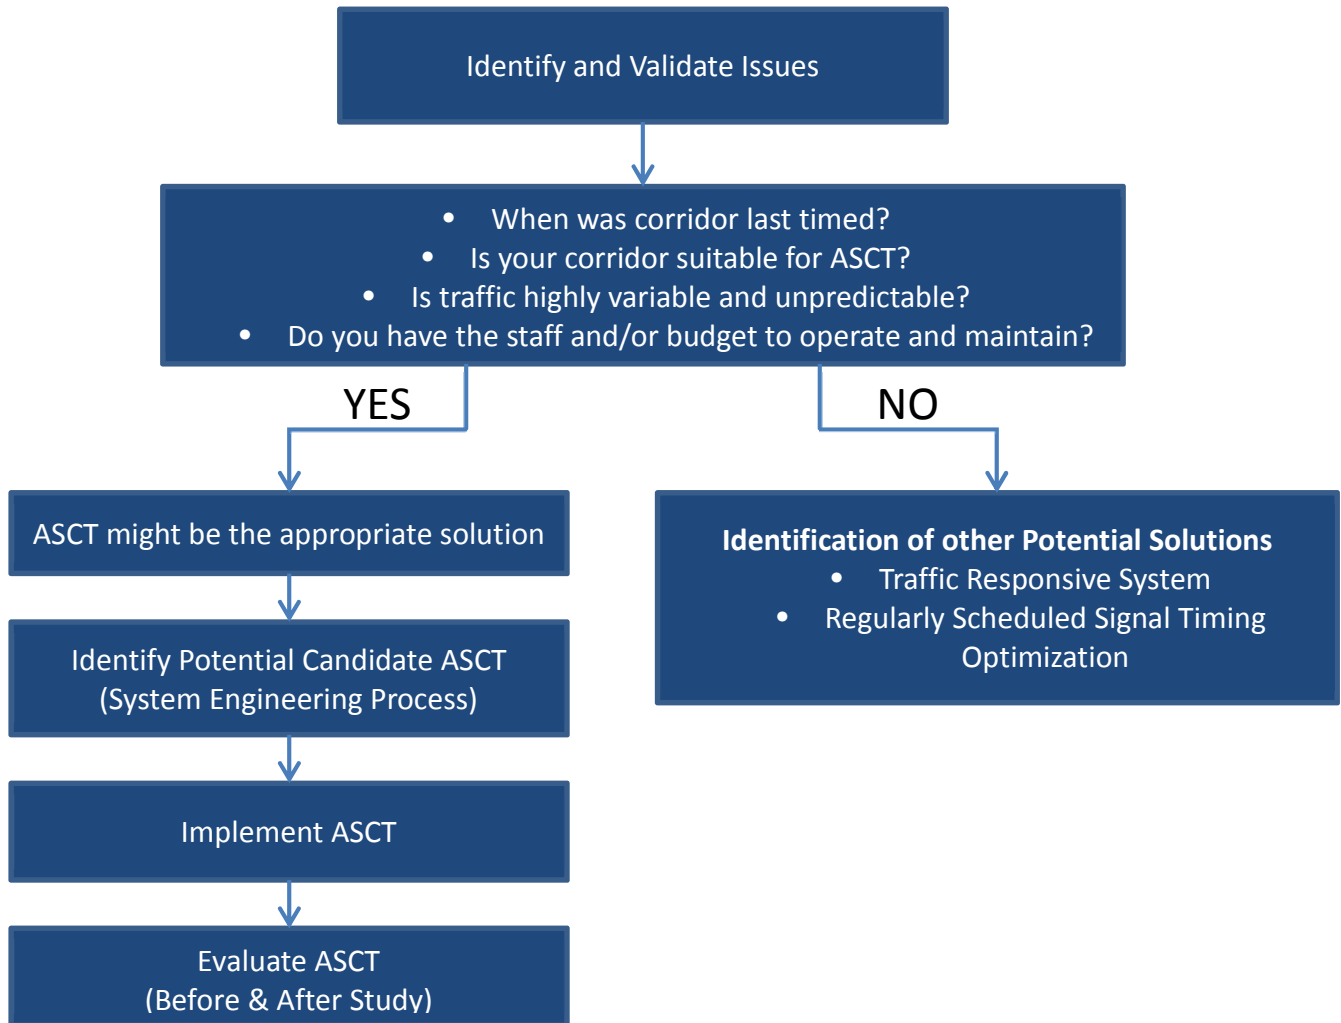 Identify and Validate Issues
• When was corridor last timed?
• Is your corridor suitable for ASCT?
• Is traffic highly variable and unpredictable?
• Do you have the staff and/or budget to operate and maintain?
YES
NO
ASCT might be the appropriate solution
Identify Potential Candidate ASCT
(System Engineering Process)
Implement ASCT
Evaluate ASCT
(Before & After Study)
Identification of other Potential Solutions
• Traffic Responsive System
• Regularly Scheduled Signal Timing
Optimization